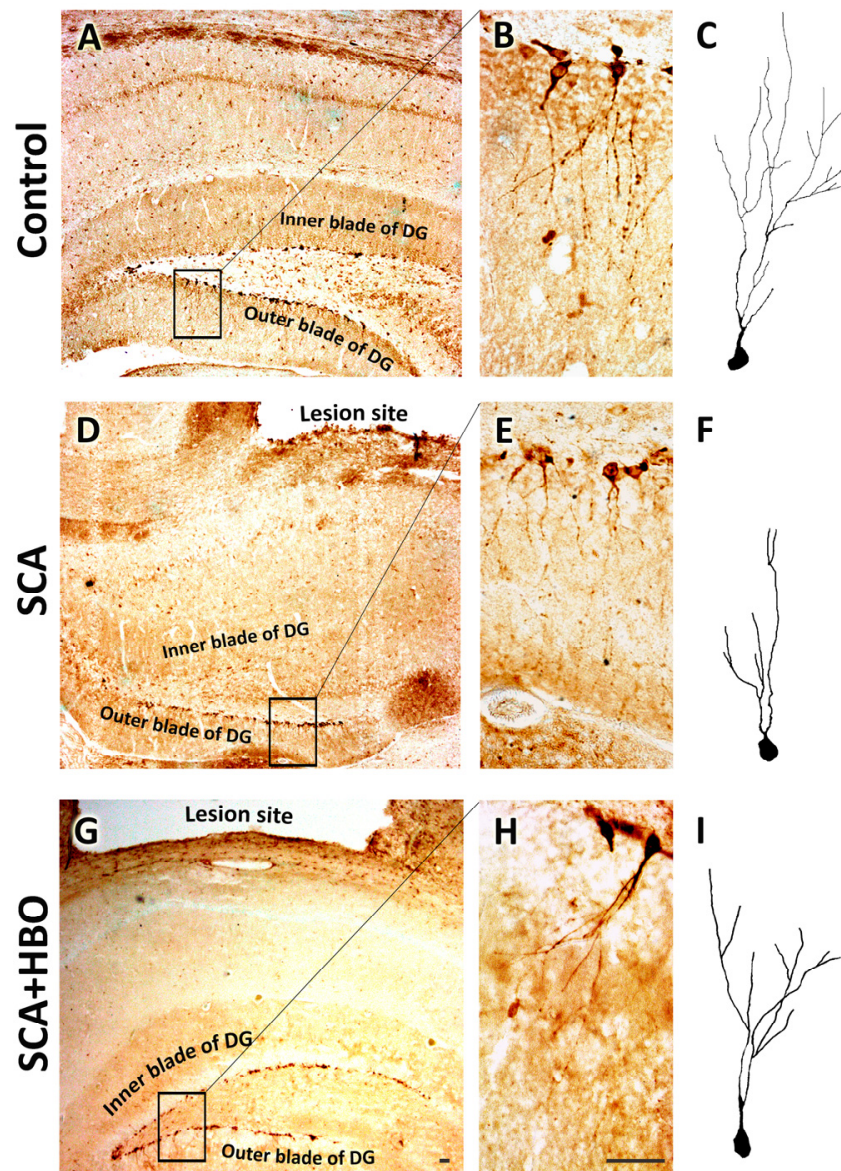 Control
A
B
C
Inner blade of DG
Outer blade of DG
SCA
D
Lesion site
E
F
Inner blade of DG
Outer blade of DG
SCA+HBO
G
Lesion site
H
I
Inner blade of DG
Outer blade of DG